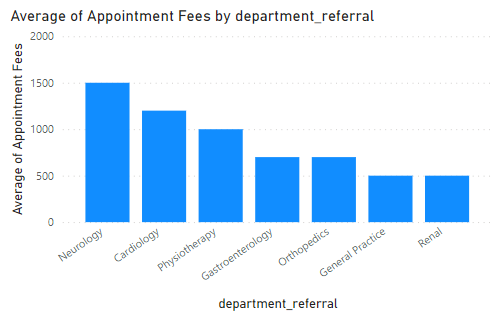 Average of Appointment Fees by department_referral
2000
1500
1000
500
0
Average of Appointment Fees
Neurology
Cardiology
Physiotherapy
Gastroenterology
Orthopedics
General Practice
Renal
department_referral